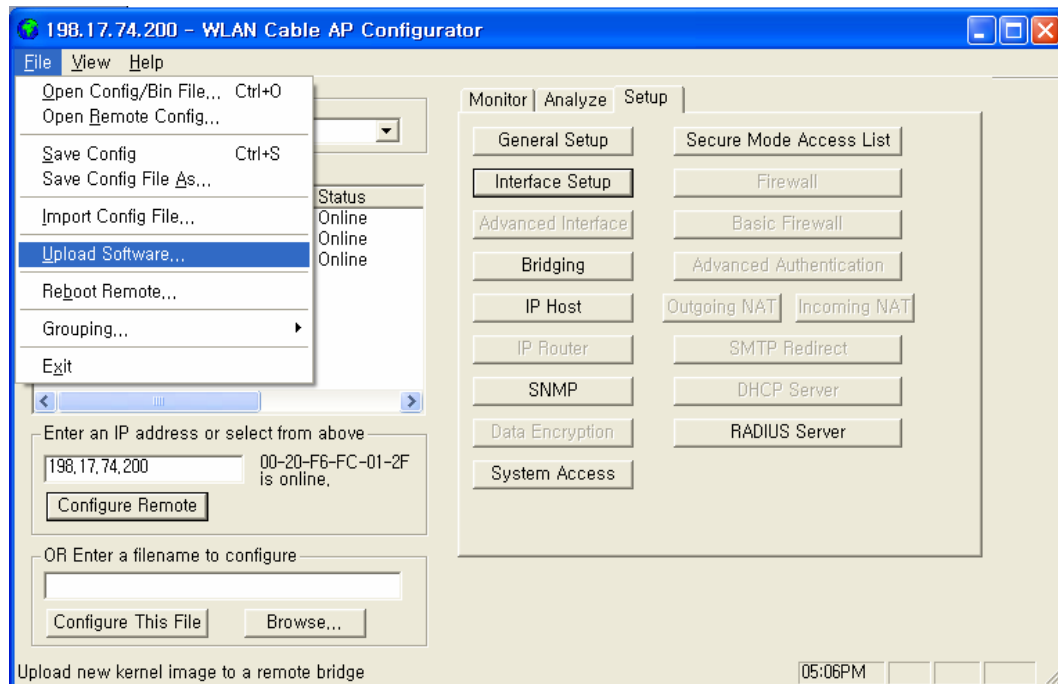 198.17.74.200 - WLAN Cable AP Configurator
File View Help
Open Config/Bin File... Ctrl+O
Open Remote Config...
Save Config Ctrl+S
Save Config File As...
Import Config File...
Upload Software...
Reboot Remote...
Grouping...
Exit
Status
Online
Online
Online
Enter an IP address or select from above
198.17.74.200
00-20-F6-FC-01-2F
is online.
Configure Remote
OR Enter a filename to configure
Configure This File Browse...
Monitor Analyze Setup
General Setup Secure Mode Access List
Interface Setup Firewall
Advanced Interface Basic Firewall
Bridging Advanced Authentication
IP Host Outgoing NAT Incoming NAT
IP Router SMTP Redirect
SNMP DHCP Server
Data Encryption RADIUS Server
System Access
Upload new kernel image to a remote bridge 05:06PM